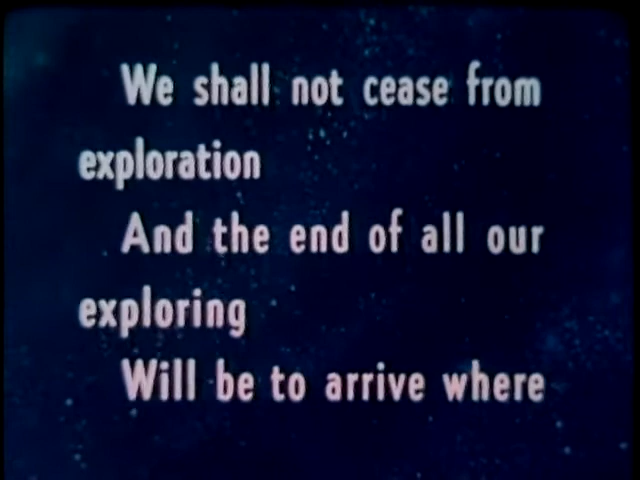 We shall not cease from
exploration
And the end of all our
exploring
Will be to arrive where